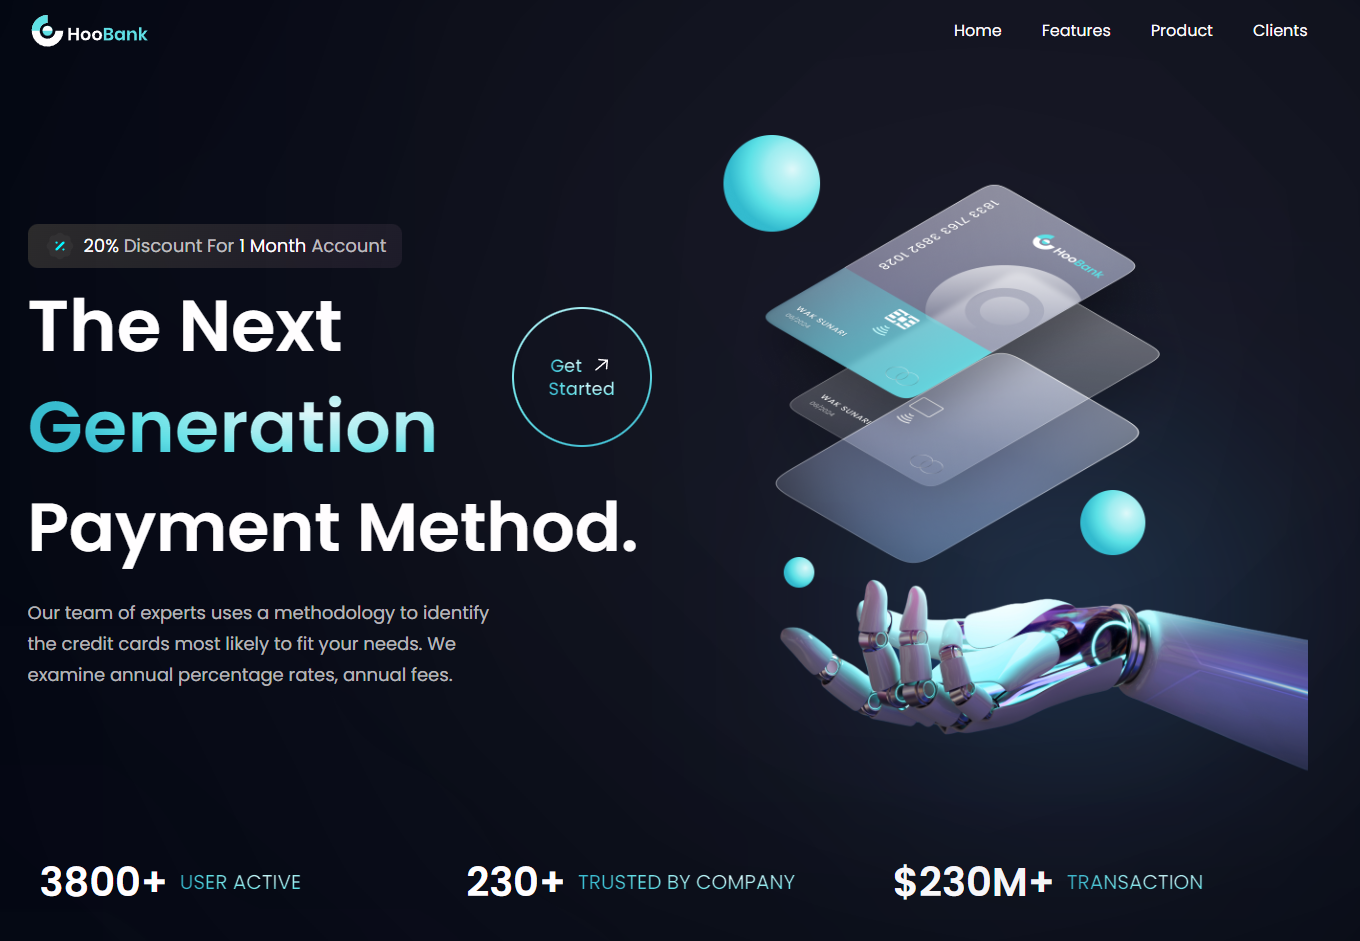 HooBank
Home
Features
Product
Clients
20% Discount For 1 Month Account
The Next
Generation
Payment Method.
Get
Started
Our team of experts uses a methodology to identify
the credit cards most likely to fit your needs. We
examine annual percentage rates, annual fees.
1833 7163 3892 1028
HooBank
WAK SUNARI
06/2024
WAK SUNARI
06/2024
3800+ USER ACTIVE
230+ TRUSTED BY COMPANY
$230M+ TRANSACTION